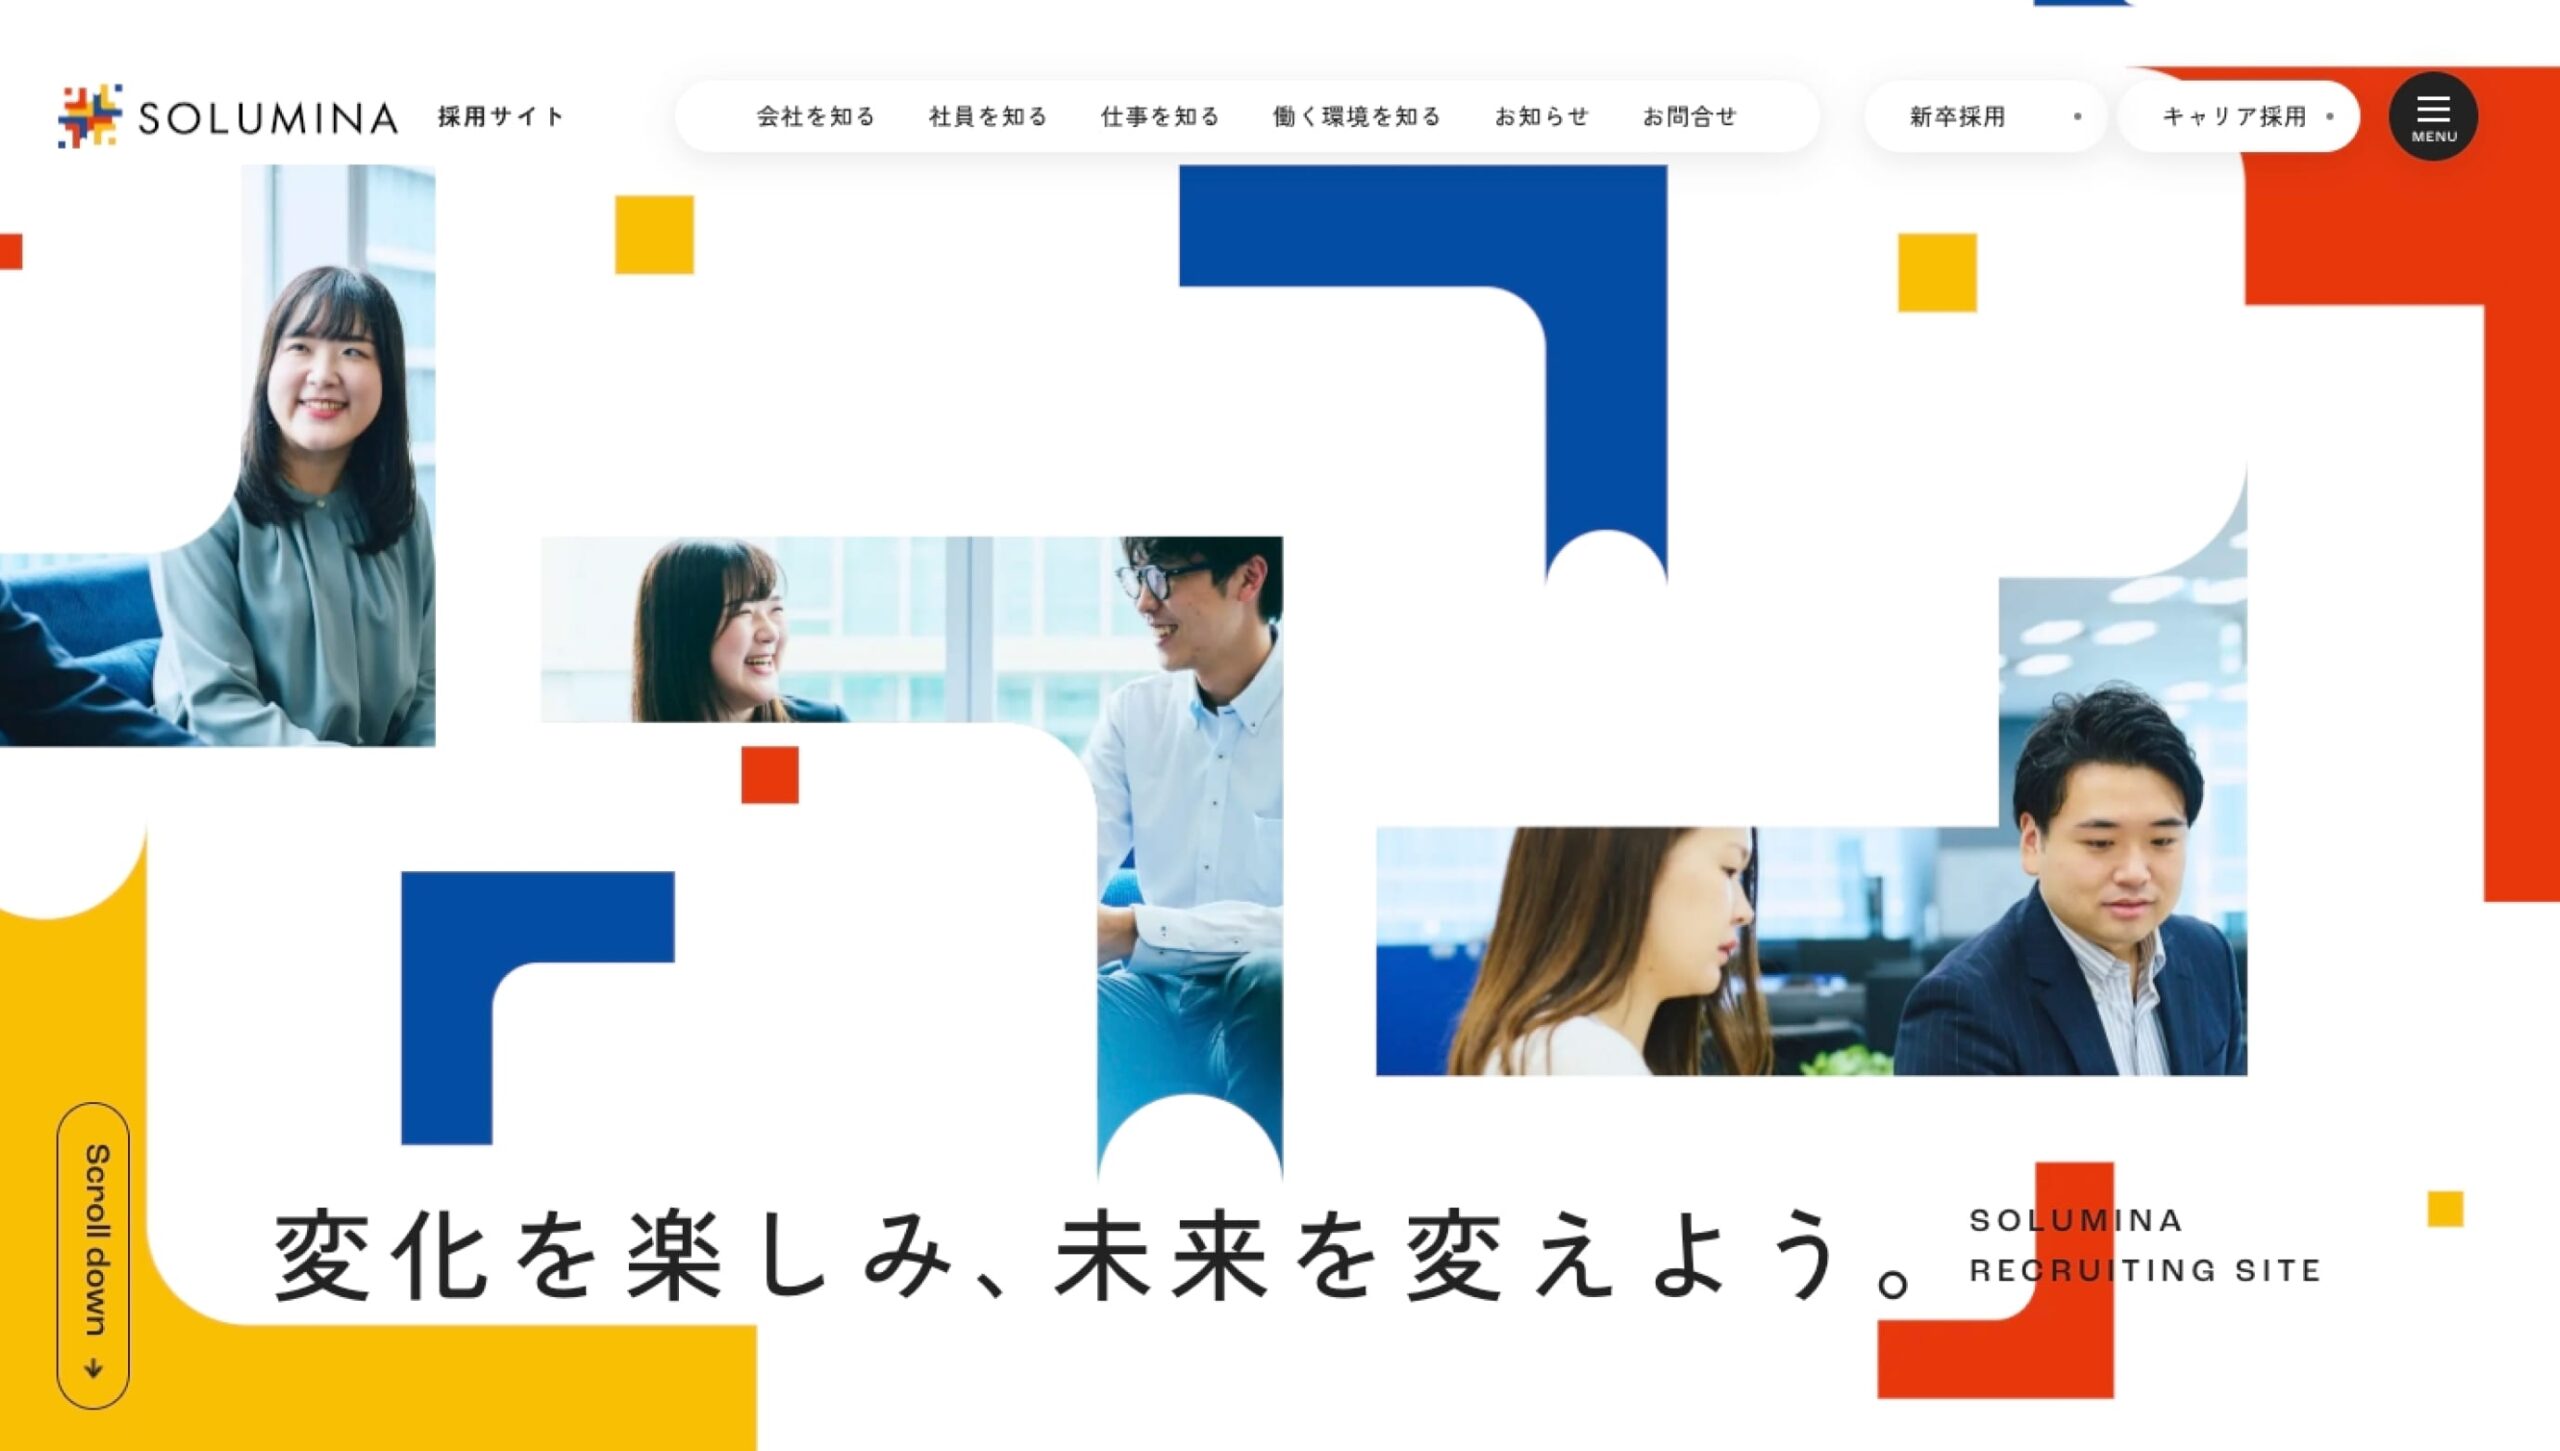 SOLUMINA 採用サイト
会社を知る 社員を知る 仕事を知る 働く環境を知る お知らせ お問合せ
新卒採用
キャリア採用
MENU
Scroll down
変化を楽しみ、未来を変えよう。
SOLUMINA
RECRUITING SITE